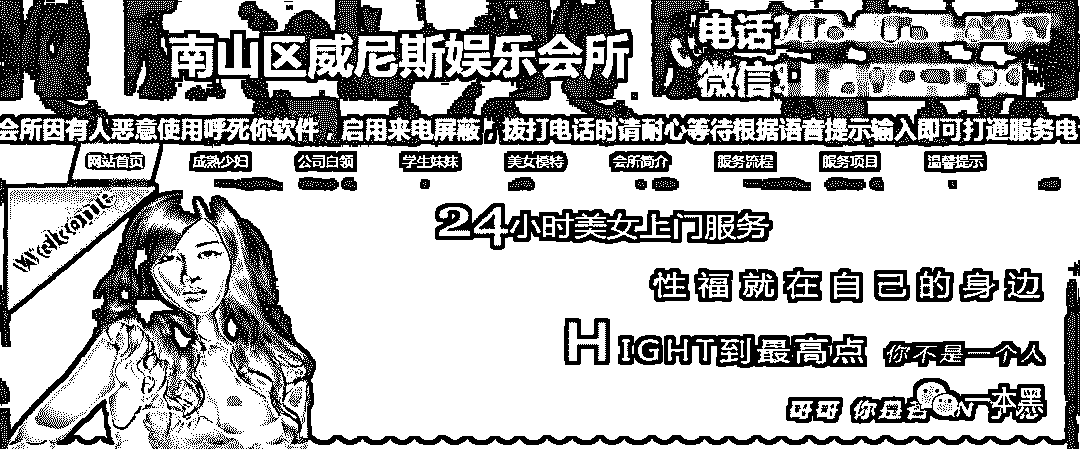 南山区威尼斯娱乐会所
电话
微信
会所因有人恶意使用呼死你软件，启用来电屏蔽，拨打电话时请耐心等待根据语音提示输入即可打通服务电
网站首页 成熟少妇 公司白领 学生妹妹 美女模特 会所简介 服务流程 服务项目 温馨提示
Welcome
24小时美女上门服务
性福就在自己的身边
HIGHT到最高点 你不是一个人
哥哥 你是否
一本黑